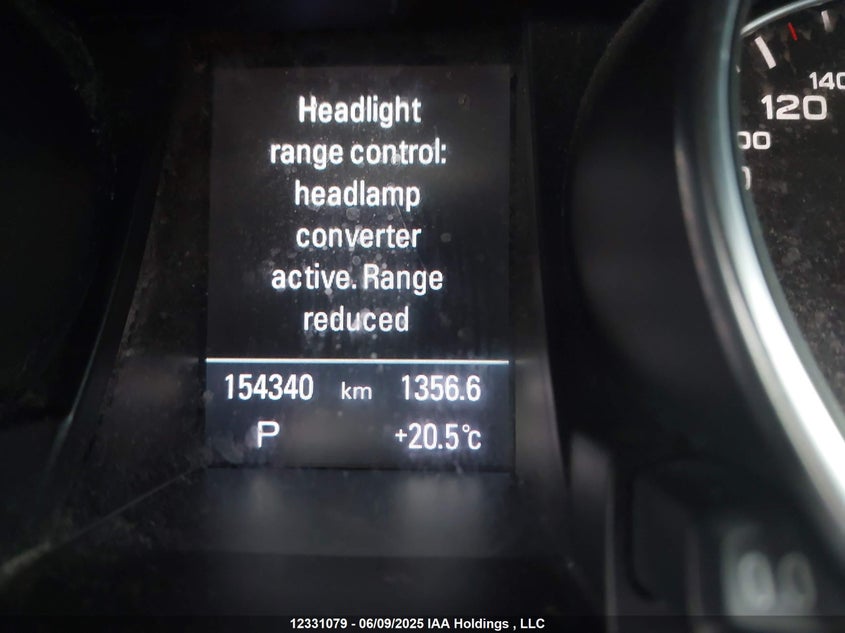 Headlight
range control:
headlamp
converter
active. Range
reduced
154340 km 1356.6
P +20.5°C
140
120
12331079 - 06/09/2025 IAA Holdings , LLC